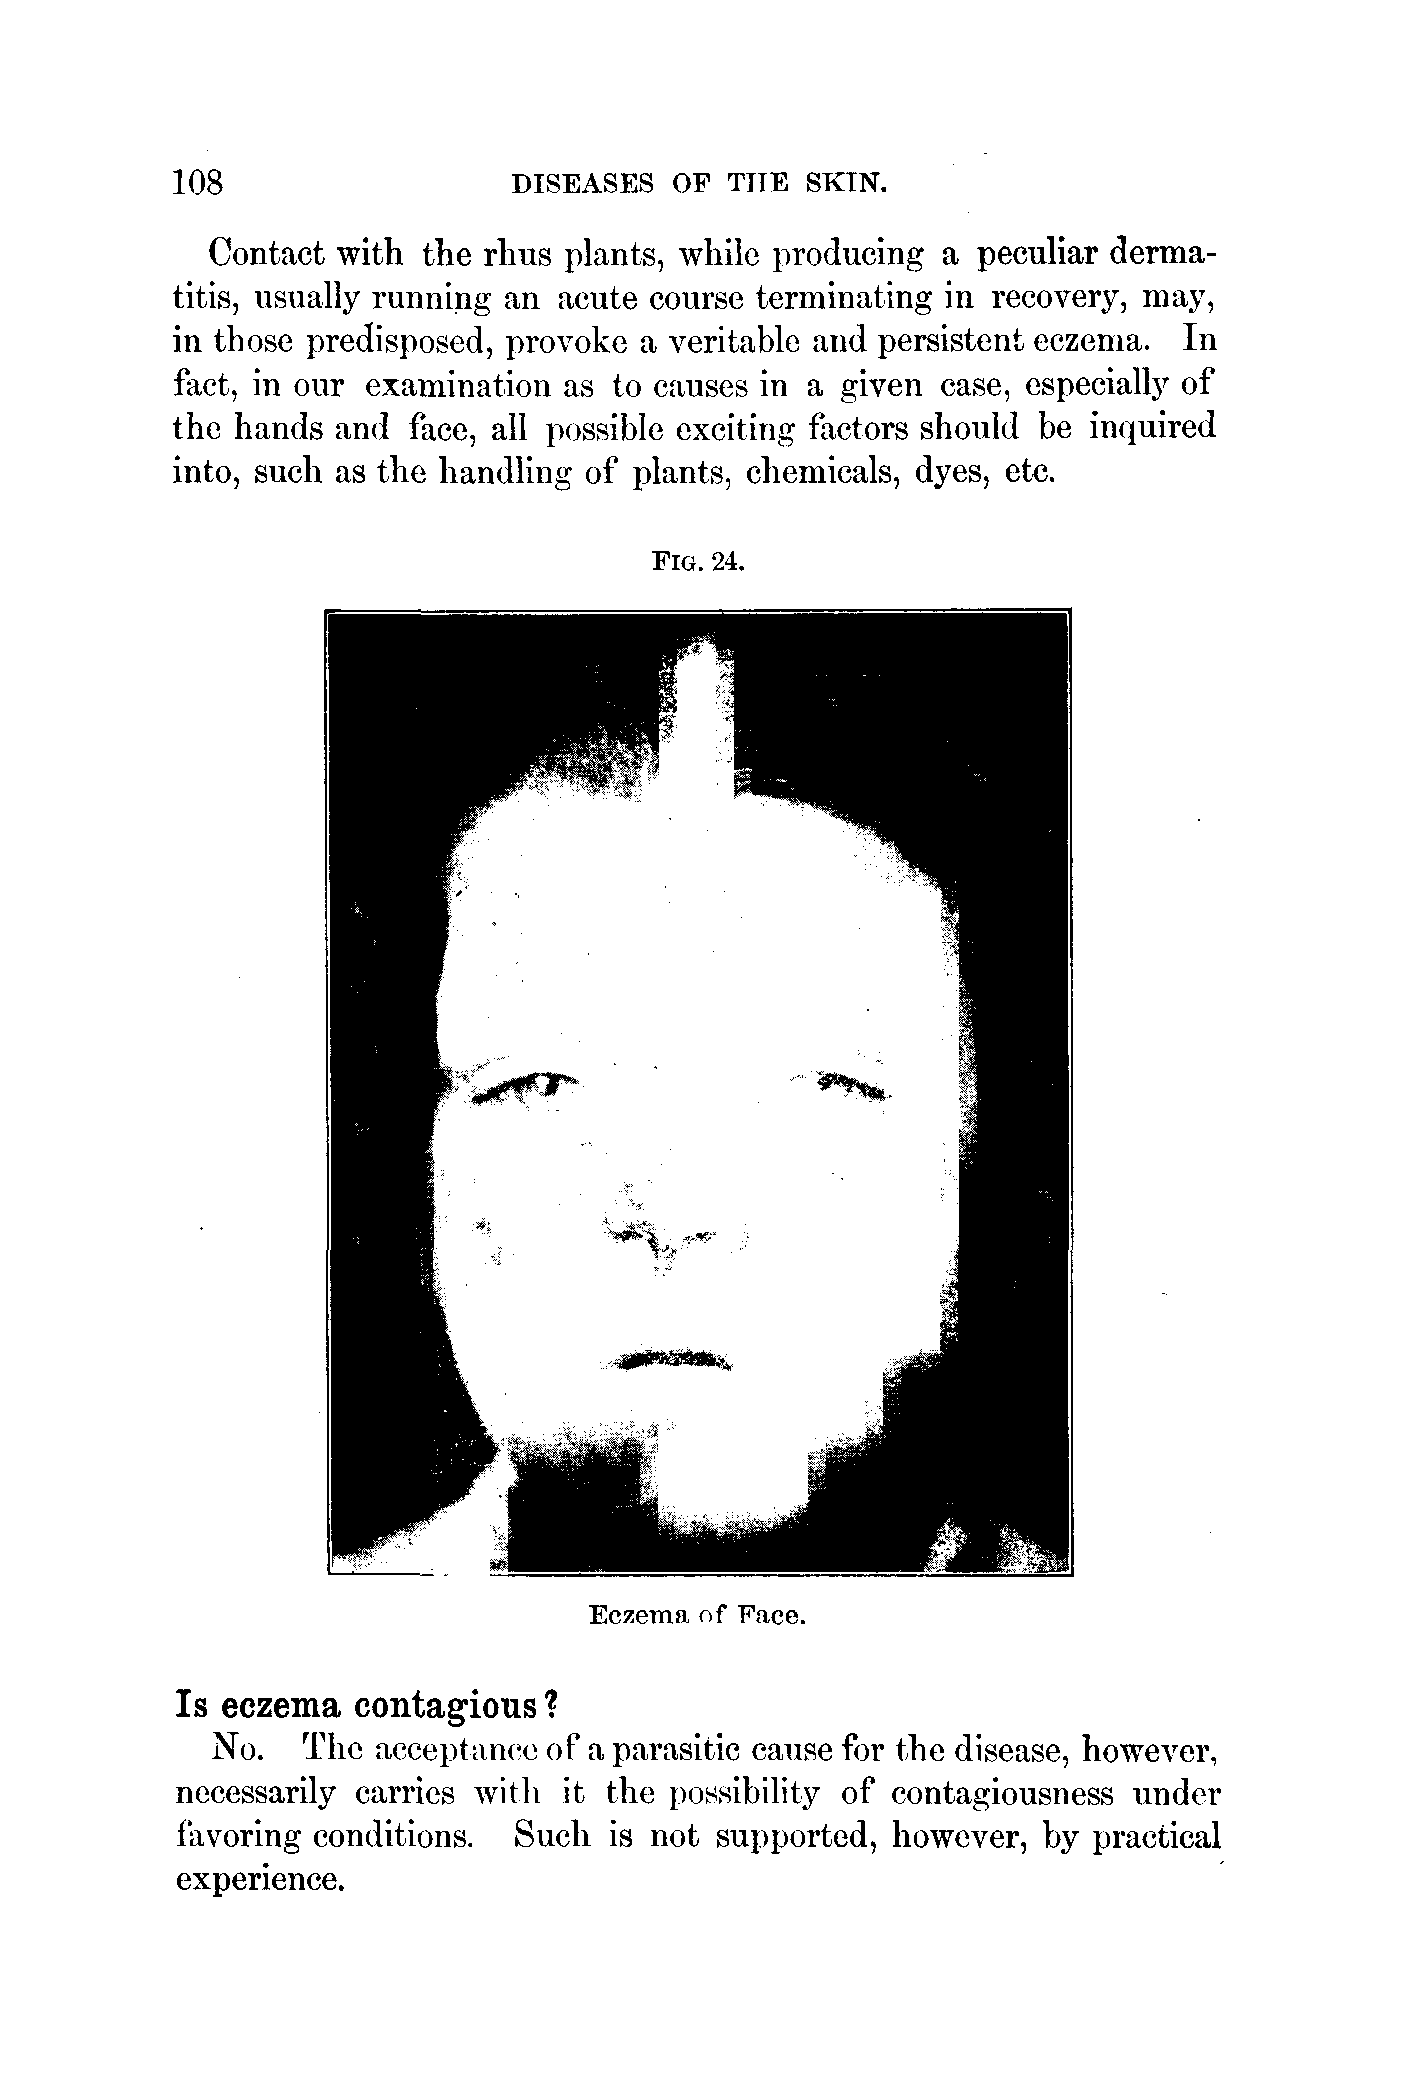 108 DISEASES OF THE SKIN.
Contact with the rhus plants, while producing a peculiar derma-
titis, usually running an acute course terminating in recovery, may,
in those predisposed, provoke a veritable and persistent eczema. In
fact, in our examination as to causes in a given case, especially of
the hands and face, all possible exciting factors should be inquired
into, such as the handling of plants, chemicals, dyes, etc.
FIG. 24.
Eczema of Face.
Is eczema contagious?
No. The acceptance of a parasitic cause for the disease, however,
necessarily carries with it the possibility of contagiousness under
favoring conditions. Such is not supported, however, by practical
experience.